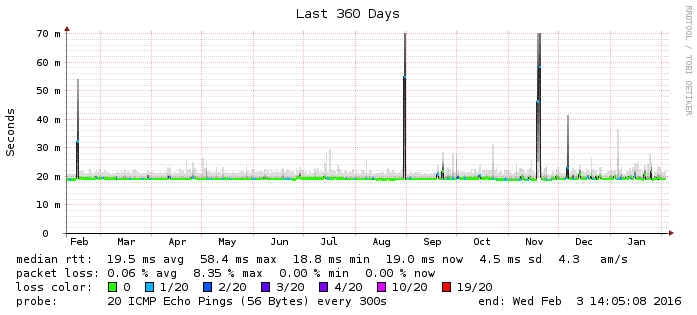 Last 360 Days
RRDTOOL / TOBI OETIKER
Seconds
70 m
60 m
50 m
40 m
30 m
20 m
10 m
0
Feb Mar Apr May Jun Jul Aug Sep Oct Nov Dec Jan
median rtt: 19.5 ms avg 58.4 ms max 18.8 ms min 19.0 ms now 4.5 ms sd 4.3 am/s
packet loss: 0.06 % avg 8.35 % max 0.00 % min 0.00 % now
loss color: 0 1/20 2/20 3/20 4/20 10/20 19/20
probe: 20 ICMP Echo Pings (56 Bytes) every 300s end: Wed Feb 3 14:05:08 2016